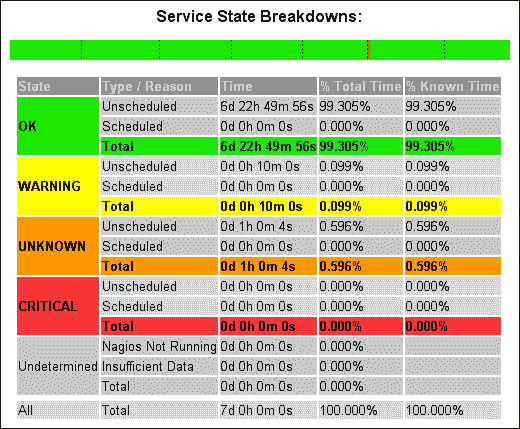 Service State Breakdowns:
State Type / Reason Time % Total Time % Known Time
OK Unscheduled 6d 22h 49m 56s 99.305% 99.305%
Scheduled 0d 0h 0m 0s 0.000% 0.000%
Total 6d 22h 49m 56s 99.305% 99.305%
WARNING Unscheduled 0d 0h 10m 0s 0.099% 0.099%
Scheduled 0d 0h 0m 0s 0.000% 0.000%
Total 0d 0h 10m 0s 0.099% 0.099%
UNKNOWN Unscheduled 0d 1h 0m 4s 0.596% 0.596%
Scheduled 0d 0h 0m 0s 0.000% 0.000%
Total 0d 1h 0m 4s 0.596% 0.596%
CRITICAL Unscheduled 0d 0h 0m 0s 0.000% 0.000%
Scheduled 0d 0h 0m 0s 0.000% 0.000%
Total 0d 0h 0m 0s 0.000% 0.000%
Undetermined Nagios Not Running 0d 0h 0m 0s 0.000%
Insufficient Data 0d 0h 0m 0s 0.000%
Total 0d 0h 0m 0s 0.000%
All Total 7d 0h 0m 0s 100.000% 100.000%